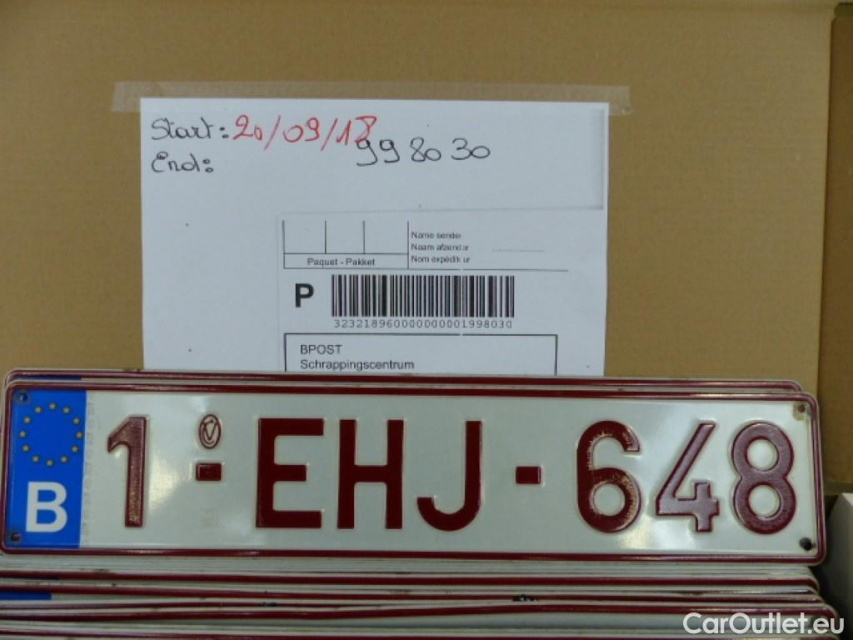 Start: 20/09/18
998030
End:
Name sender
Naam afzender
Nom expéditeur
Paquet - Pakket
P
323218960000000001998030
BPOST
Schrappingscentrum
B 1-EHJ-648
CarOutlet.eu